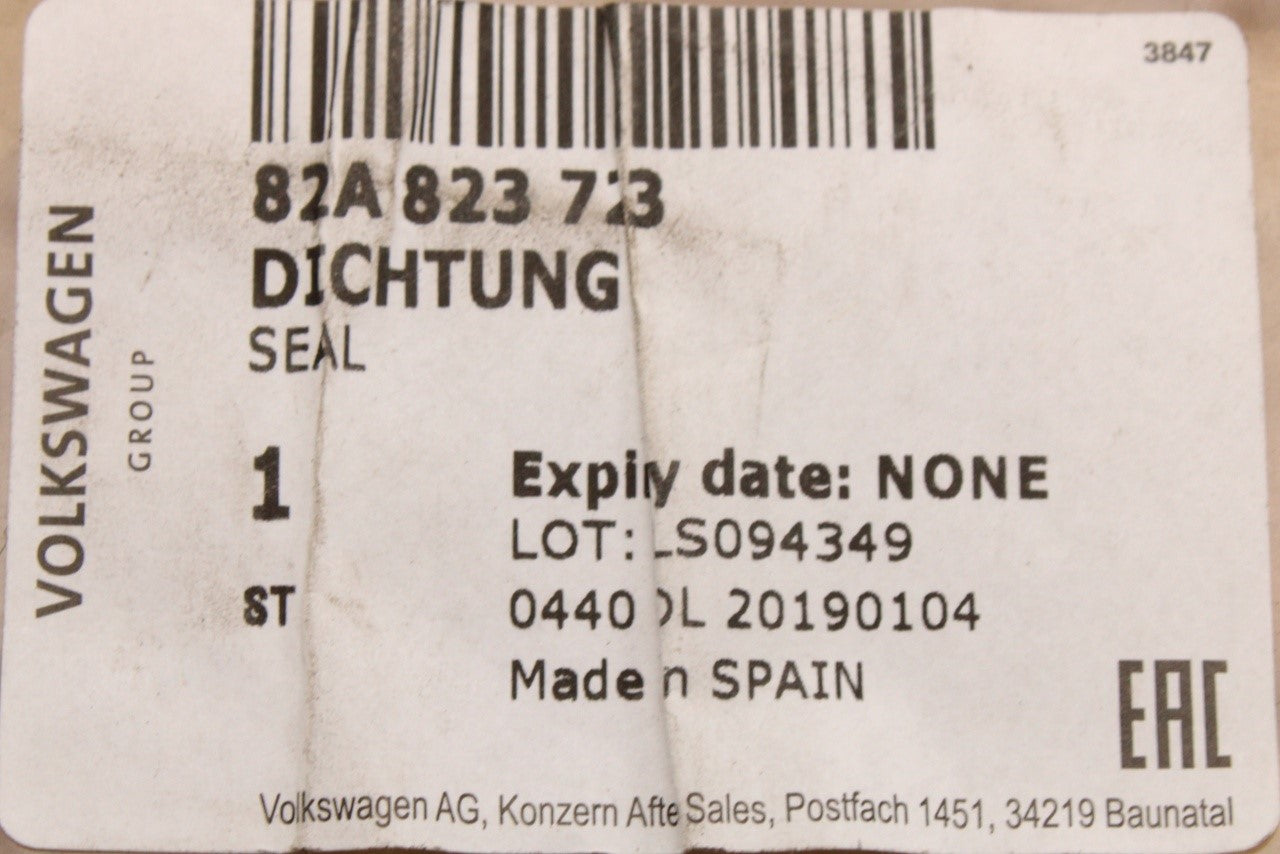 3847
82A 823 723
DICHTUNG
SEAL
VOLKSWAGEN
GROUP
1
Expiry date: NONE
LOT: LS094349
ST
0440 DL 20190104
Made in SPAIN
EAC
Volkswagen AG, Konzern After Sales, Postfach 1451, 34219 Baunatal